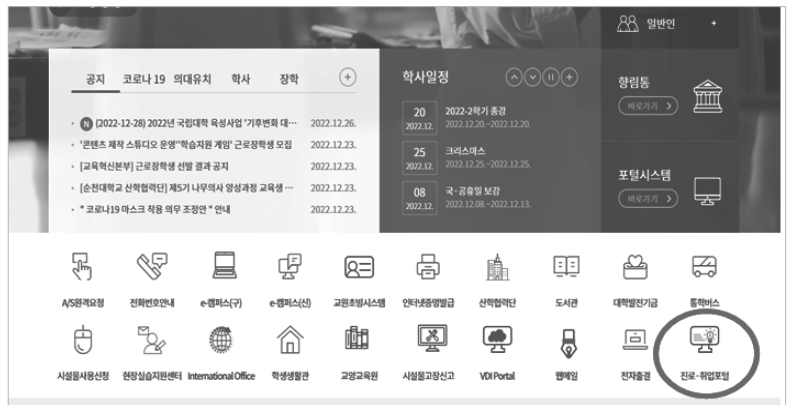 일반인 +
공지 코로나 19 의대유치 학사 장학
N (2022-12-28) 2022년 국립대학 육성사업 '기후변화 대··· 2022.12.26.
'콘텐츠 제작 스튜디오 운영''학습지원 게임' 근로장학생 모집 2022.12.23.
[교육혁신본부] 근로장학생 선발 결과 공지 2022.12.23.
[순천대학교 산학협력단] 제5기 나무의사 양성과정 교육생 ··· 2022.12.23.
" 코로나19 마스크 착용 의무 조정안 " 안내 2022.12.23.
학사일정
20 2022-2학기 종강
2022.12. 2022.12.20.~2022.12.20.
25 크리스마스
2022.12. 2022.12.25.~2022.12.25.
08 국·공휴일 보강
2022.12. 2022.12.08.~2022.12.13.
향림통
바로가기
포털시스템
바로가기
A/S원격요청 전화번호안내 e-캠퍼스(구) e-캠퍼스(신) 교원초빙시스템 인터넷증명발급 산학협력단 도서관 대학발전기금 통학버스
시설물사용신청 현장실습지원센터 International Office 학생생활관 교양교육원 시설물고장신고 VDI Portal 웹메일 전자출결 진로·취업포털